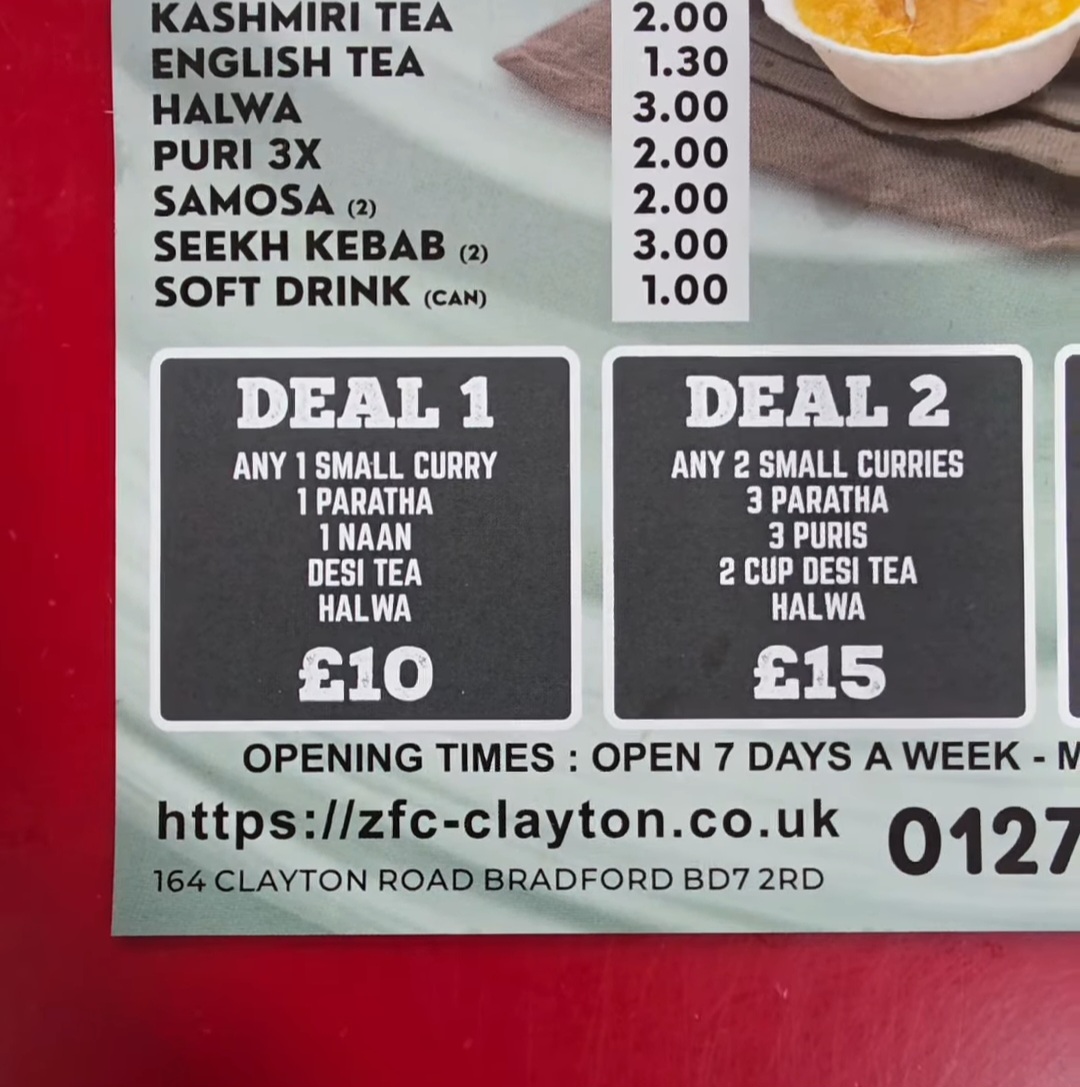 KASHMIRI TEA 2.00
ENGLISH TEA 1.30
HALWA 3.00
PURI 3X 2.00
SAMOSA (2) 2.00
SEEKH KEBAB (2) 3.00
SOFT DRINK (CAN) 1.00
DEAL 1
ANY 1 SMALL CURRY
1 PARATHA
1 NAAN
DESI TEA
HALWA
£10
DEAL 2
ANY 2 SMALL CURRIES
3 PARATHA
3 PURIS
2 CUP DESI TEA
HALWA
£15
OPENING TIMES : OPEN 7 DAYS A WEEK - M
https://zfc-clayton.co.uk 0127
164 CLAYTON ROAD BRADFORD BD7 2RD